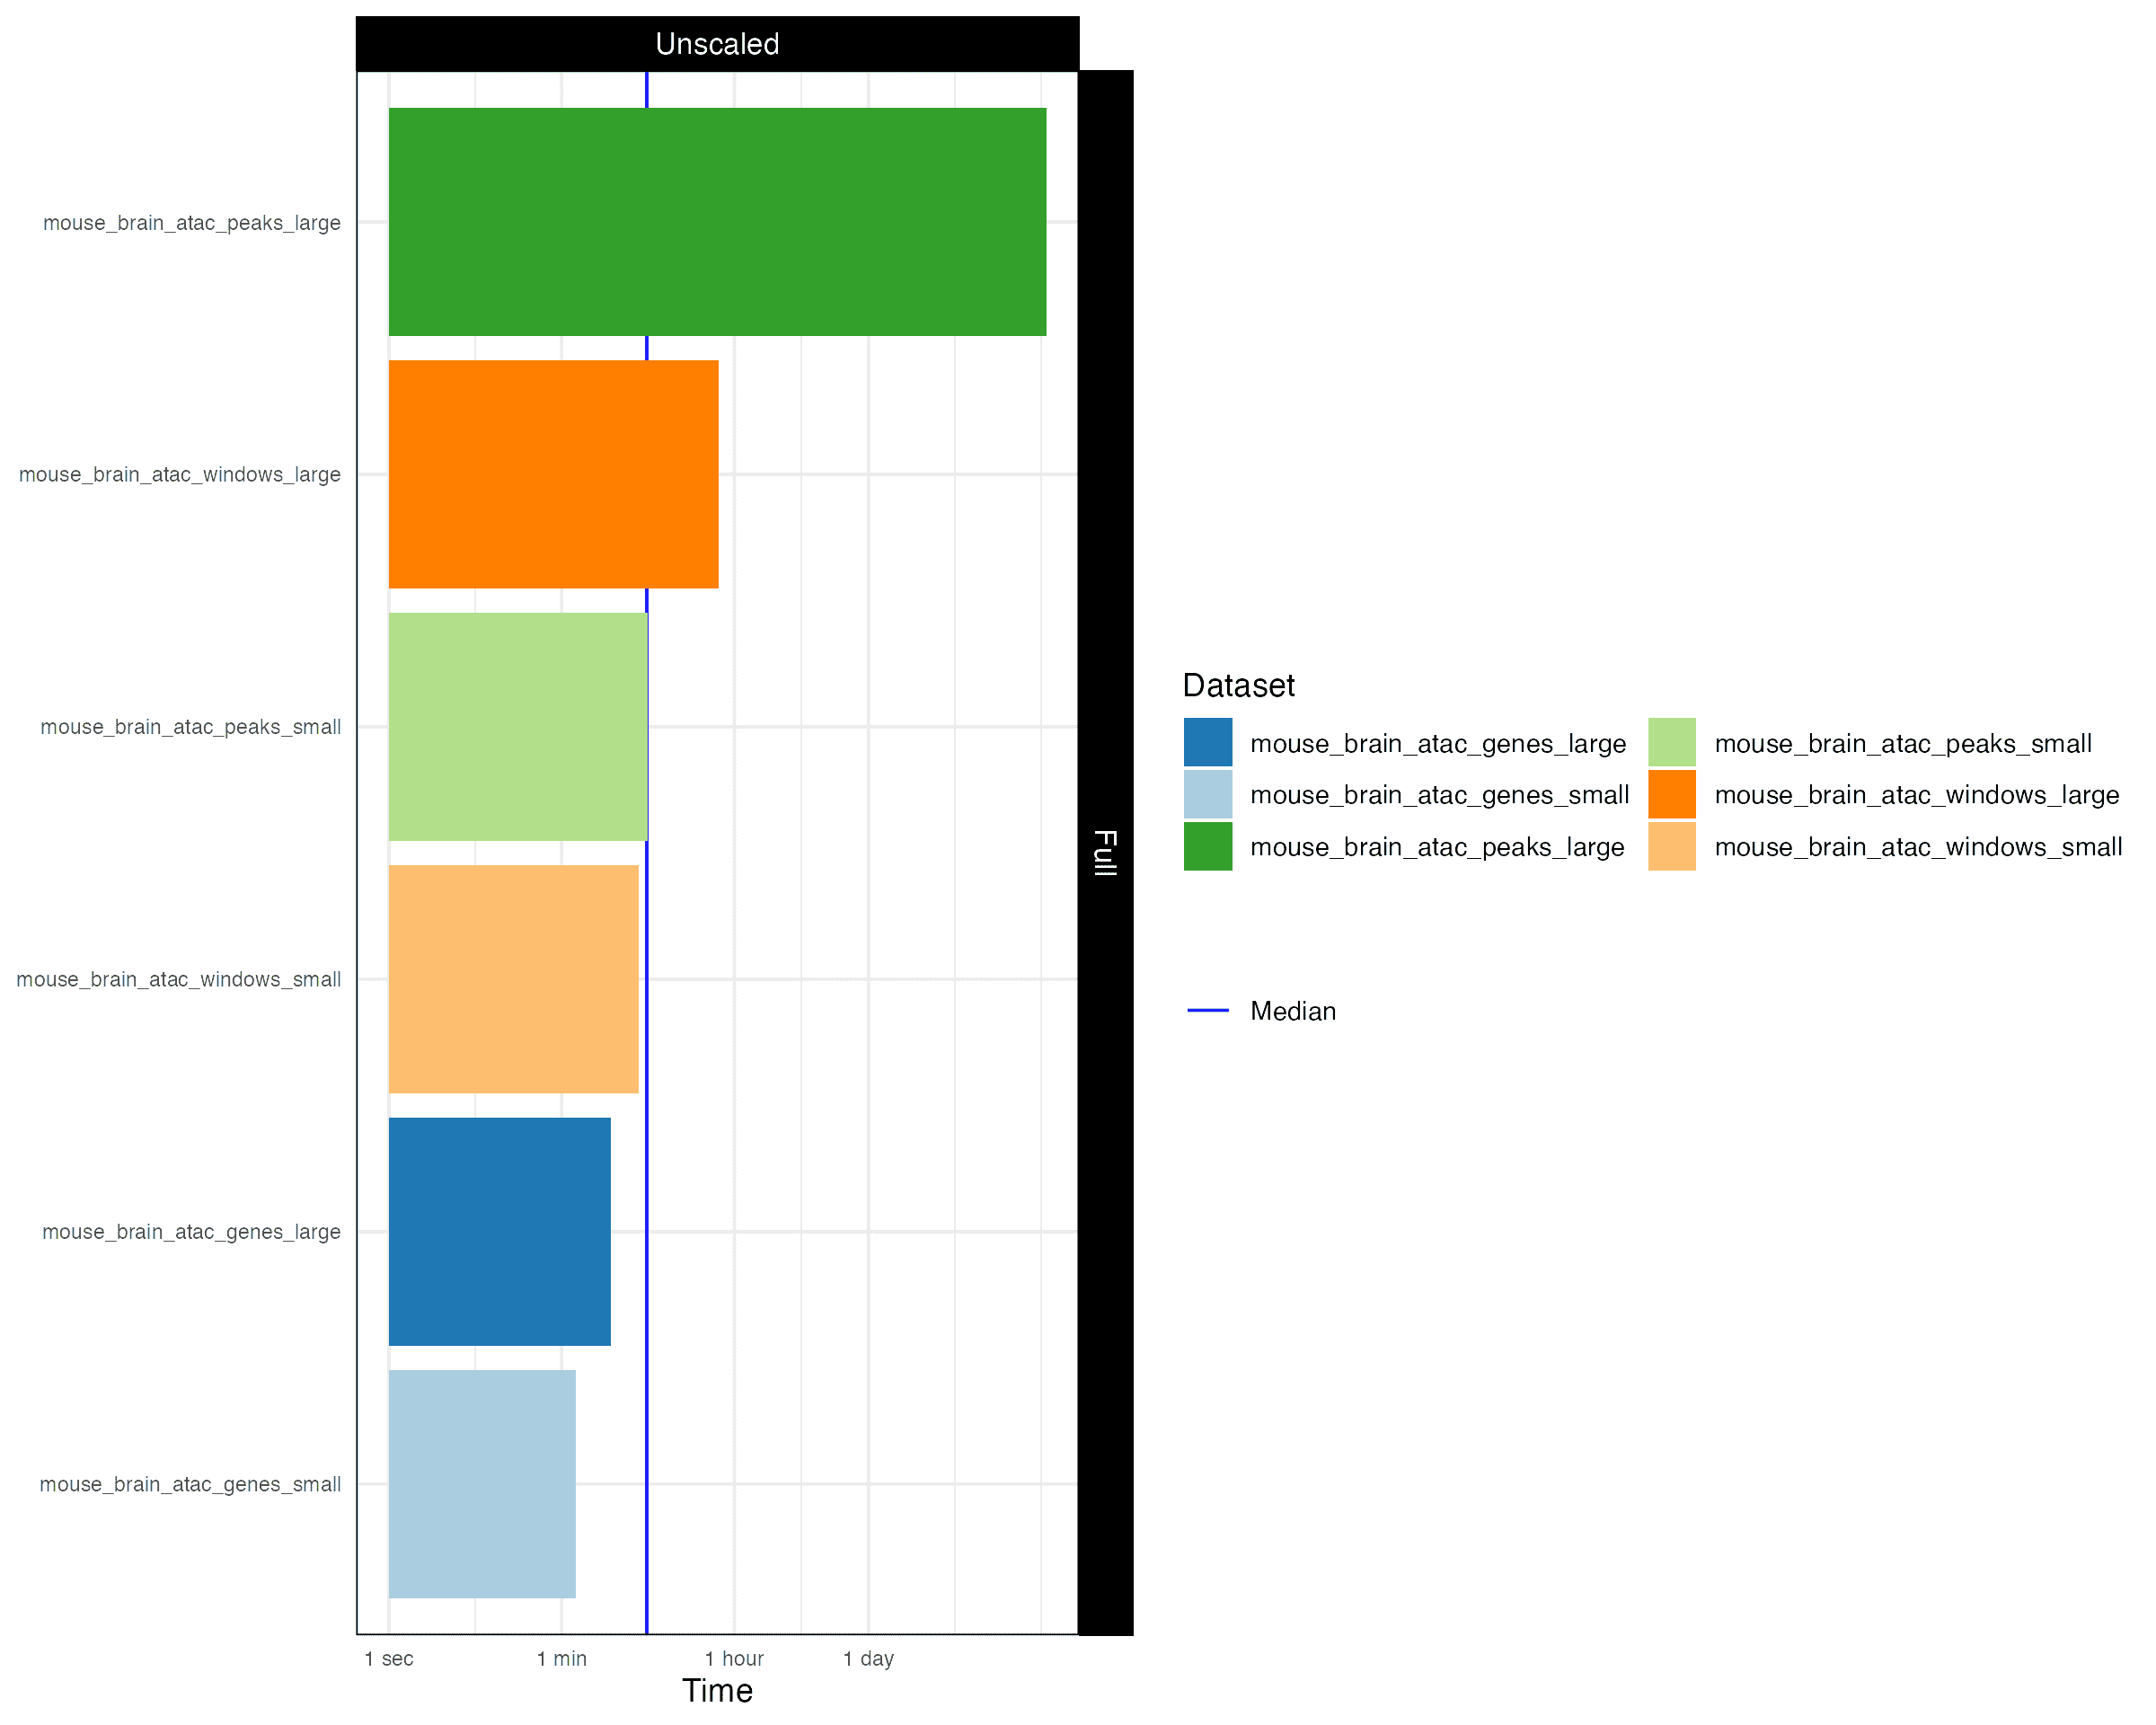 Unscaled
mouse_brain_atac_peaks_large
mouse_brain_atac_windows_large
mouse_brain_atac_peaks_small
mouse_brain_atac_windows_small
mouse_brain_atac_genes_large
mouse_brain_atac_genes_small
1 sec 1 min 1 hour 1 day
Time
Full
Dataset
mouse_brain_atac_genes_large mouse_brain_atac_peaks_small
mouse_brain_atac_genes_small mouse_brain_atac_windows_large
mouse_brain_atac_peaks_large mouse_brain_atac_windows_small
Median